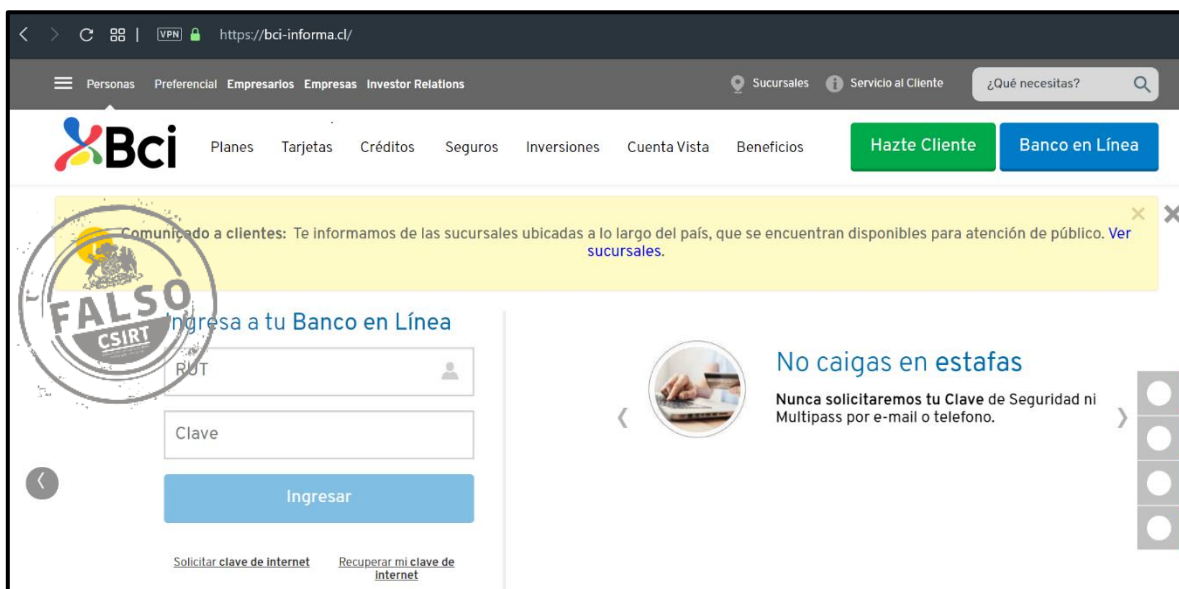 VPN https://bci-informa.cl/
Personas Preferencial Empresarios Empresas Investor Relations Sucursales Servicio al Cliente ¿Qué necesitas?
Bci Planes Tarjetas Créditos Seguros Inversiones Cuenta Vista Beneficios Hazte Cliente Banco en Línea
Comunicado a clientes: Te informamos de las sucursales ubicadas a lo largo del país, que se encuentran disponibles para atención de público. Ver
sucursales.
FALSO
CSIRT
Ingresa a tu Banco en Línea
RUT
Clave
Ingresar
Solicitar clave de internet
Recuperar mi clave de
internet
No caigas en estafas
Nunca solicitaremos tu Clave de Seguridad ni
Multipass por e-mail o telefono.